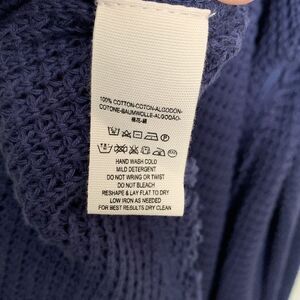 100% COTTON-COTON-ALGODÓN-
COTONE-BAUMWOLLE-ALGODÃO-
HAND WASH COLD
MILD DETERGENT
DO NOT WRING OR TWIST
DO NOT BLEACH
RESHAPE & LAY FLAT TO DRY
LOW IRON AS NEEDED
FOR BEST RESULTS DRY CLEAN